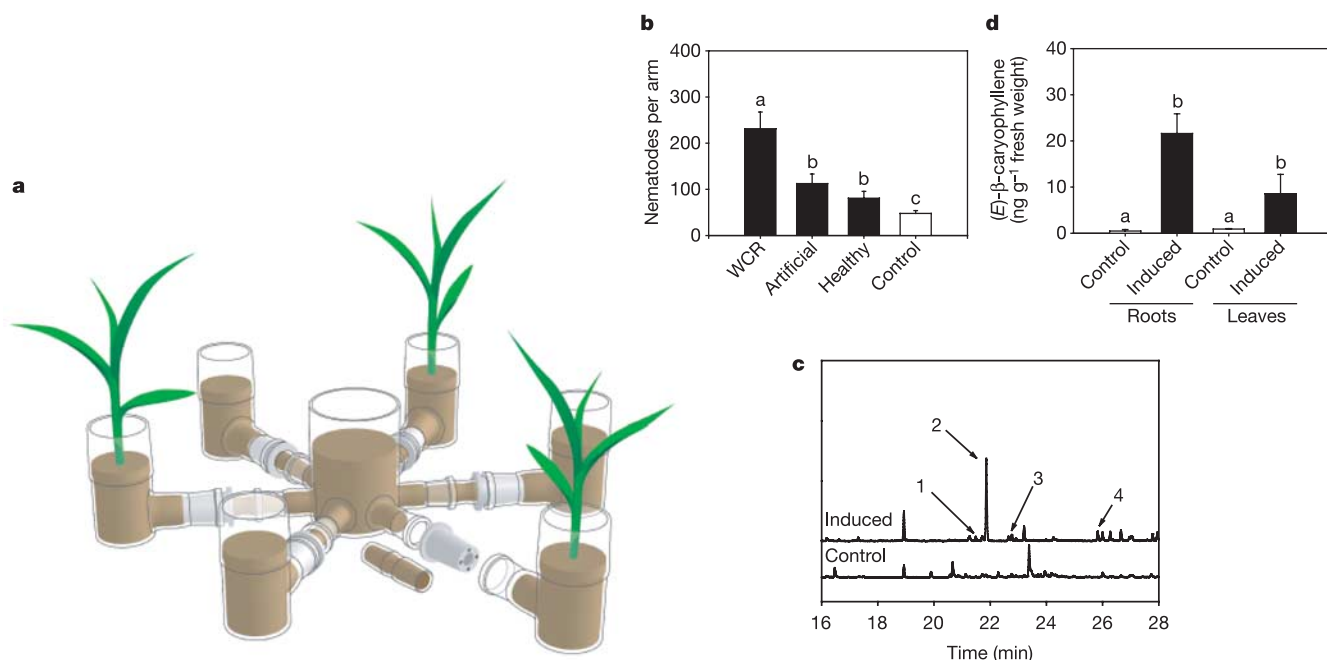 a
b
Nematodes per arm
400
300
200
100
0
a
b
b
c
WCR
Artificial
Healthy
Control
d
(E)-β-caryophyllene
(ng g⁻¹ fresh weight)
40
30
20
10
0
a
b
a
b
Control
Induced
Control
Induced
Roots
Leaves
c
1
2
3
4
Induced
Control
16 18 20 22 24 26 28
Time (min)